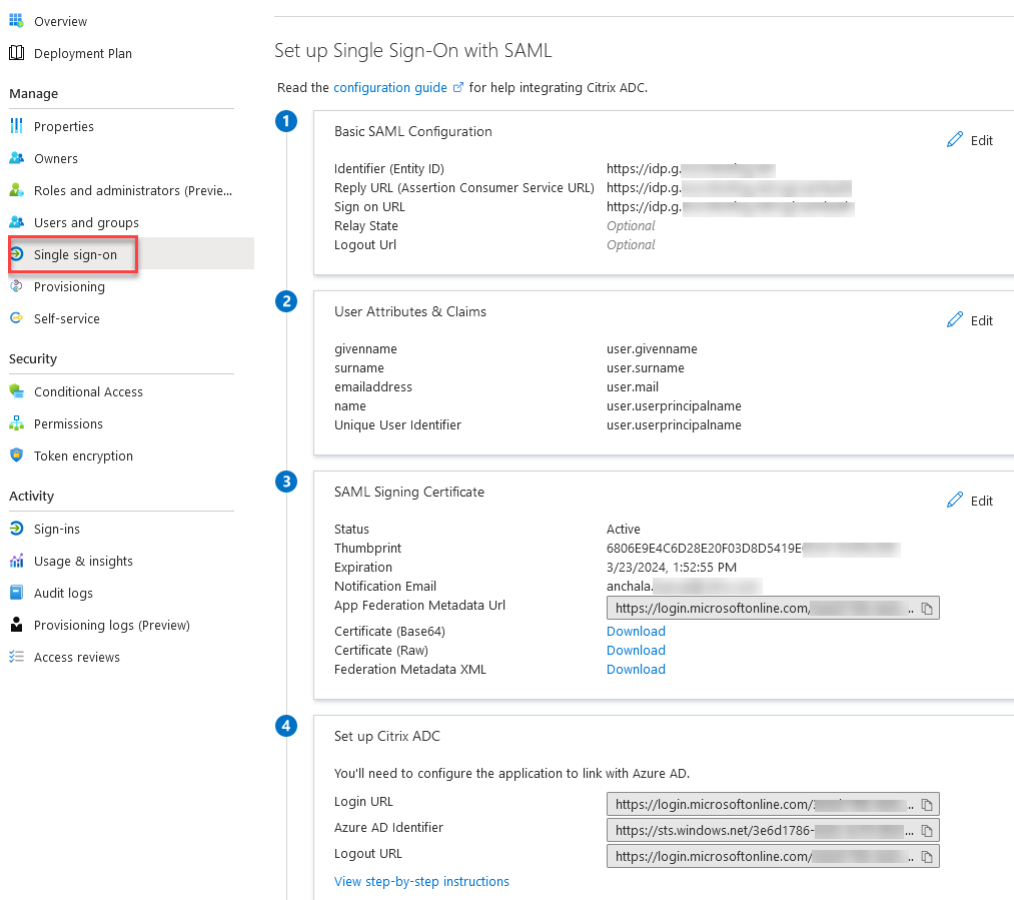 Overview
Deployment Plan
Manage
Properties
Owners
Roles and administrators (Previe...
Users and groups
Single sign-on
Provisioning
Self-service
Security
Conditional Access
Permissions
Token encryption
Activity
Sign-ins
Usage & insights
Audit logs
Provisioning logs (Preview)
Access reviews
Set up Single Sign-On with SAML
Read the configuration guide for help integrating Citrix ADC.
1
Basic SAML Configuration
Edit
Identifier (Entity ID) https://idp.g.
Reply URL (Assertion Consumer Service URL) https://idp.g.
Sign on URL https://idp.g.
Relay State Optional
Logout Url Optional
2
User Attributes & Claims
Edit
givenname user.givenname
surname user.surname
emailaddress user.mail
name user.userprincipalname
Unique User Identifier user.userprincipalname
3
SAML Signing Certificate
Edit
Status Active
Thumbprint 6806E9E4C6D28E20F03D8D5419E
Expiration 3/23/2024, 1:52:55 PM
Notification Email anchala.
App Federation Metadata Url https://login.microsoftonline.com/ ..
Certificate (Base64) Download
Certificate (Raw) Download
Federation Metadata XML Download
4
Set up Citrix ADC
You'll need to configure the application to link with Azure AD.
Login URL https://login.microsoftonline.com/ ..
Azure AD Identifier https://sts.windows.net/3e6d1786- ...
Logout URL https://login.microsoftonline.com/ ..
View step-by-step instructions